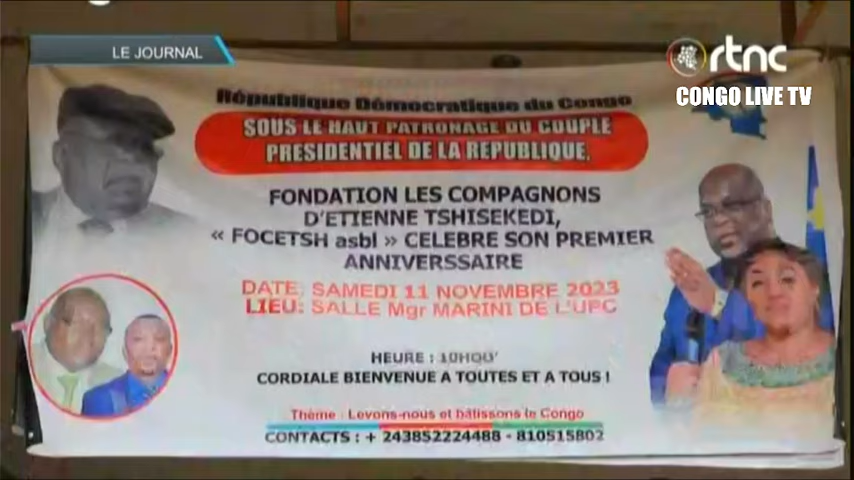 LE JOURNAL
rtnc
CONGO LIVE TV
République Démocratique du Congo
SOUS LE HAUT PATRONAGE DU COUPLE
PRESIDENTIEL DE LA REPUBLIQUE,
FONDATION LES COMPAGNONS
D'ETIENNE TSHISEKEDI,
« FOCETSH asbl » CELEBRE SON PREMIER
ANNIVERSSAIRE
DATE: SAMEDI 11 NOVEMBRE 2023
LIEU: SALLE Mgr MARINI DE L'UPC
HEURE : 10H00'
CORDIALE BIENVENUE A TOUTES ET A TOUS !
Thème : Levons-nous et bâtissons le Congo
CONTACTS : + 243852224488 - 810515802